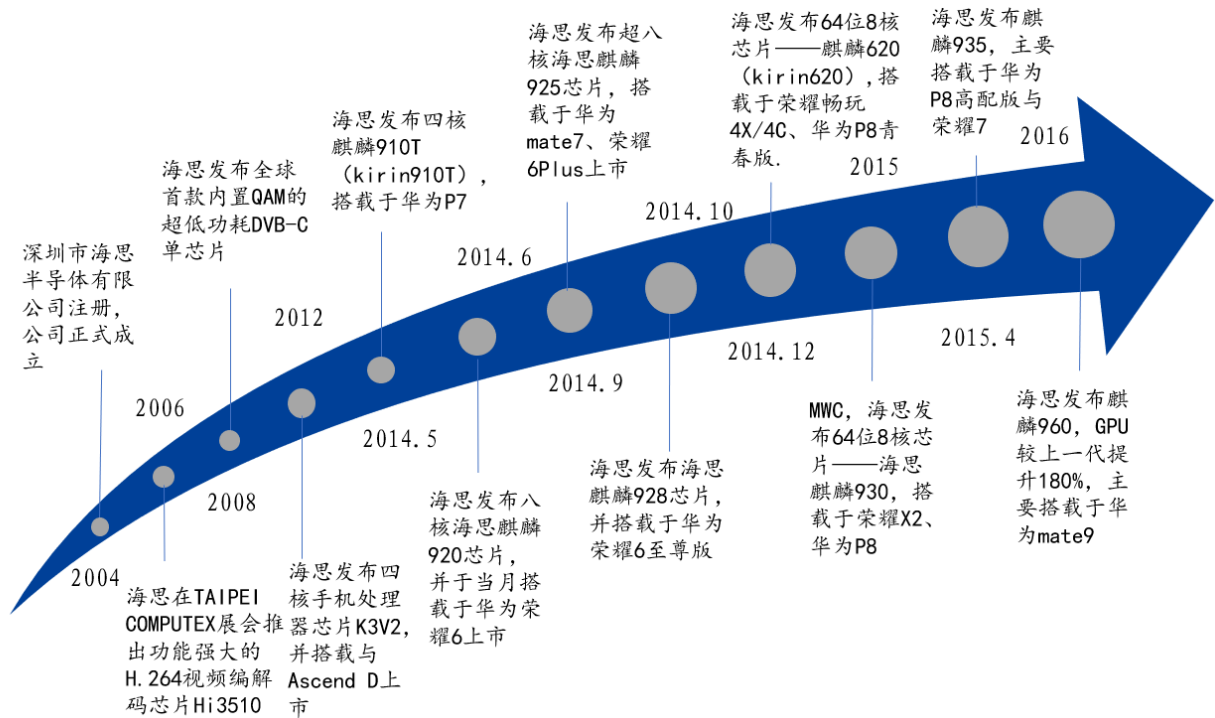 深圳市海思
半导体有限
公司注册，
公司正式成
立
2004
2006
海思在TAIPEI
COMPUTEX展会推
出功能强大的
H.264视频编解
码芯片Hi3510
海思发布全球
首款内置QAM的
超低功耗DVB-C
单芯片
2008
2012
海思发布四
核手机处理
器芯片K3V2，
并搭载与
Ascend D上
市
海思发布四核
麒麟910T
（kirin910T），
搭载于华为P7
2014.5
2014.6
海思发布八
核海思麒麟
920芯片，
并于当月搭
载于华为荣
耀6上市
海思发布超八
核海思麒麟
925芯片，搭
载于华为
mate7、荣耀
6Plus上市
2014.9
2014.10
海思发布海思
麒麟928芯片，
并搭载于华为
荣耀6至尊版
海思发布64位8核
芯片——麒麟620
（kirin620）,搭
载于荣耀畅玩
4X/4C、华为P8青
春版.
2014.12
2015
MWC，海思发
布64位8核芯
片——海思
麒麟930，搭
载于荣耀X2、
华为P8
海思发布麒
麟935，主要
搭载于华为
P8高配版与
荣耀7
2015.4
2016
海思发布麒
麟960，GPU
较上一代提
升180%，主
要搭载于华
为mate9